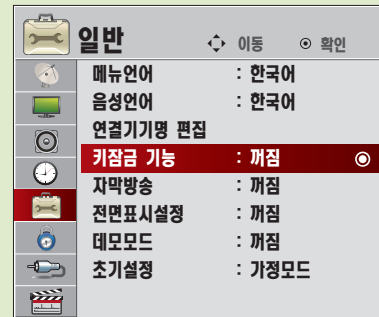 일반 이동 확인
메뉴언어 : 한국어
음성언어 : 한국어
연결기기명 편집
키잠금 기능 : 꺼짐
자막방송 : 꺼짐
전면표시설정 : 꺼짐
데모모드 : 꺼짐
초기설정 : 가정모드